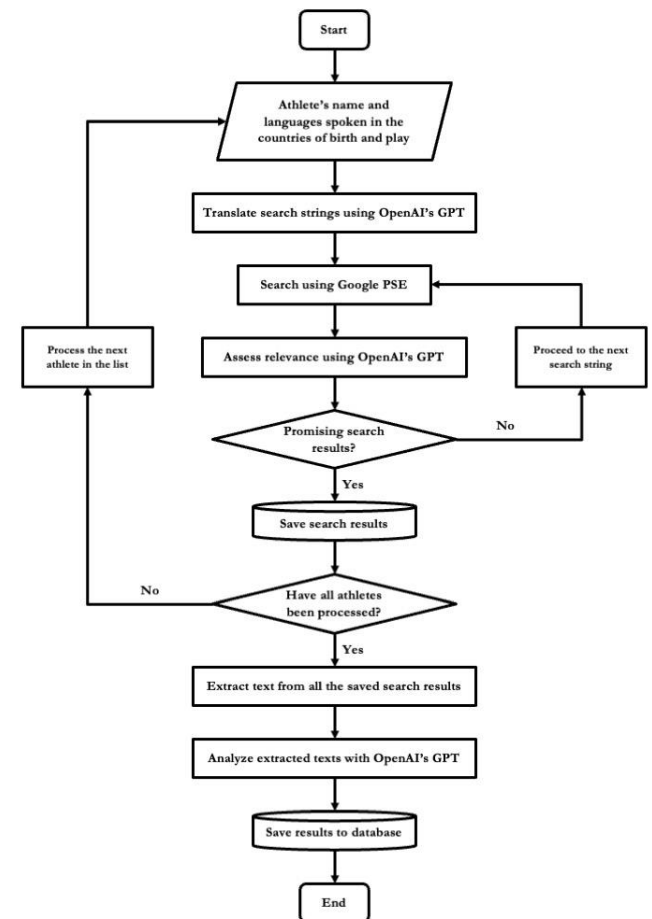 Start
Athlete's name and
languages spoken in the
countries of birth and play
Translate search strings using OpenAI's GPT
Search using Google PSE
Process the next
athlete in the list
Assess relevance using OpenAI's GPT
Proceed to the next
search string
Promising search
results?
No
Yes
Save search results
Have all athletes
been processed?
No
Yes
Extract text from all the saved search results
Analyze extracted texts with OpenAI's GPT
Save results to database
End